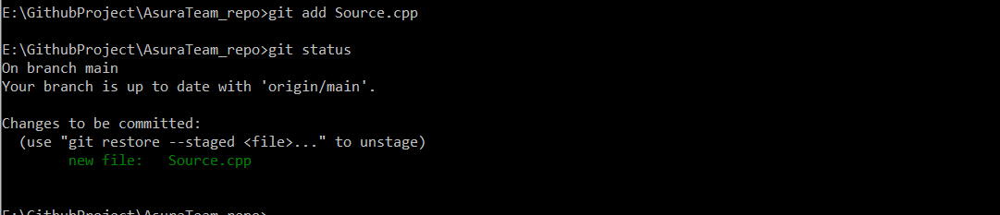 E:\GithubProject\AsuraTeam_repo>git add Source.cpp
E:\GithubProject\AsuraTeam_repo>git status
On branch main
Your branch is up to date with 'origin/main'.
Changes to be committed:
(use "git restore --staged <file>..." to unstage)
new file: Source.cpp
E:\GithubProject\AsuraTeam_repo>